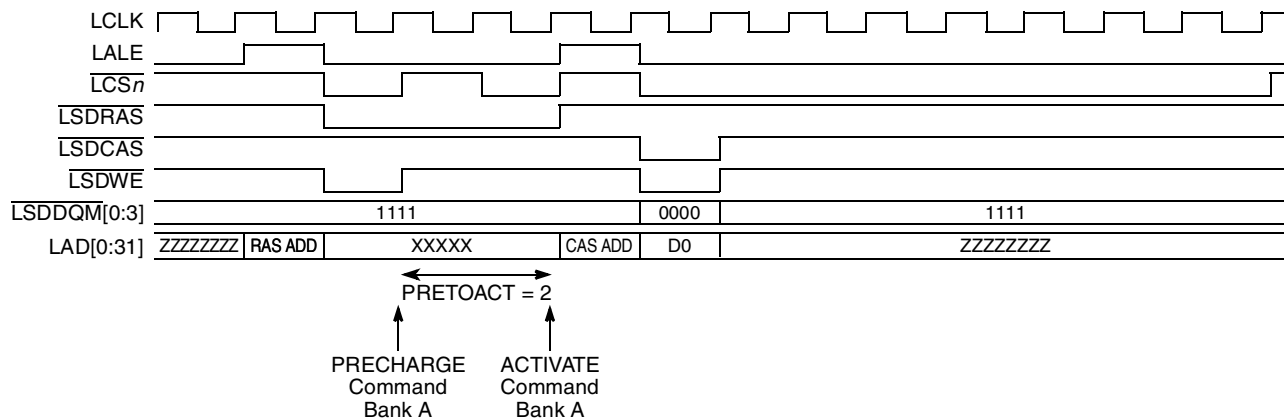 LCLK
LALE
LCSn
LSDRAS
LSDCAS
LSDWE
LSDDQM[0:3] 1111 0000 1111
LAD[0:31] ZZZZZZZZ RAS ADD XXXXX CAS ADD D0 ZZZZZZZZ
PRETOACT = 2
PRECHARGE ACTIVATE
Command Command
Bank A Bank A